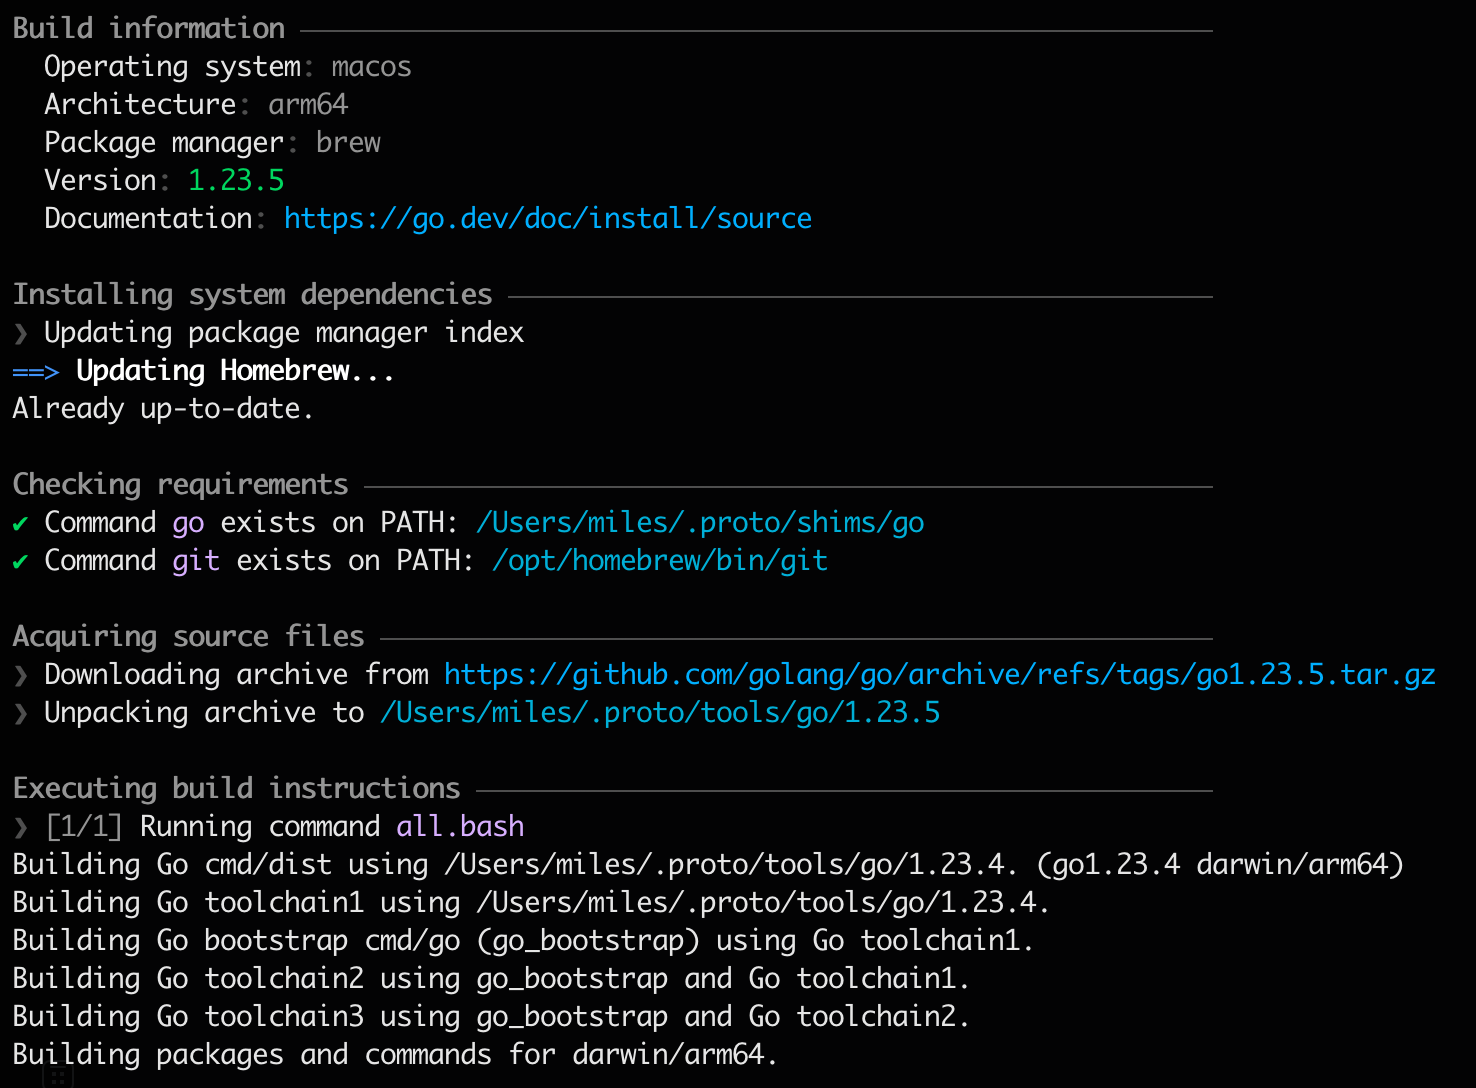 Build information
Operating system: macos
Architecture: arm64
Package manager: brew
Version: 1.23.5
Documentation: https://go.dev/doc/install/source
Installing system dependencies
❯ Updating package manager index
==> Updating Homebrew...
Already up-to-date.
Checking requirements
✔ Command go exists on PATH: /Users/miles/.proto/shims/go
✔ Command git exists on PATH: /opt/homebrew/bin/git
Acquiring source files
❯ Downloading archive from https://github.com/golang/go/archive/refs/tags/go1.23.5.tar.gz
❯ Unpacking archive to /Users/miles/.proto/tools/go/1.23.5
Executing build instructions
❯ [1/1] Running command all.bash
Building Go cmd/dist using /Users/miles/.proto/tools/go/1.23.4. (go1.23.4 darwin/arm64)
Building Go toolchain1 using /Users/miles/.proto/tools/go/1.23.4.
Building Go bootstrap cmd/go (go_bootstrap) using Go toolchain1.
Building Go toolchain2 using go_bootstrap and Go toolchain1.
Building Go toolchain3 using go_bootstrap and Go toolchain2.
Building packages and commands for darwin/arm64.